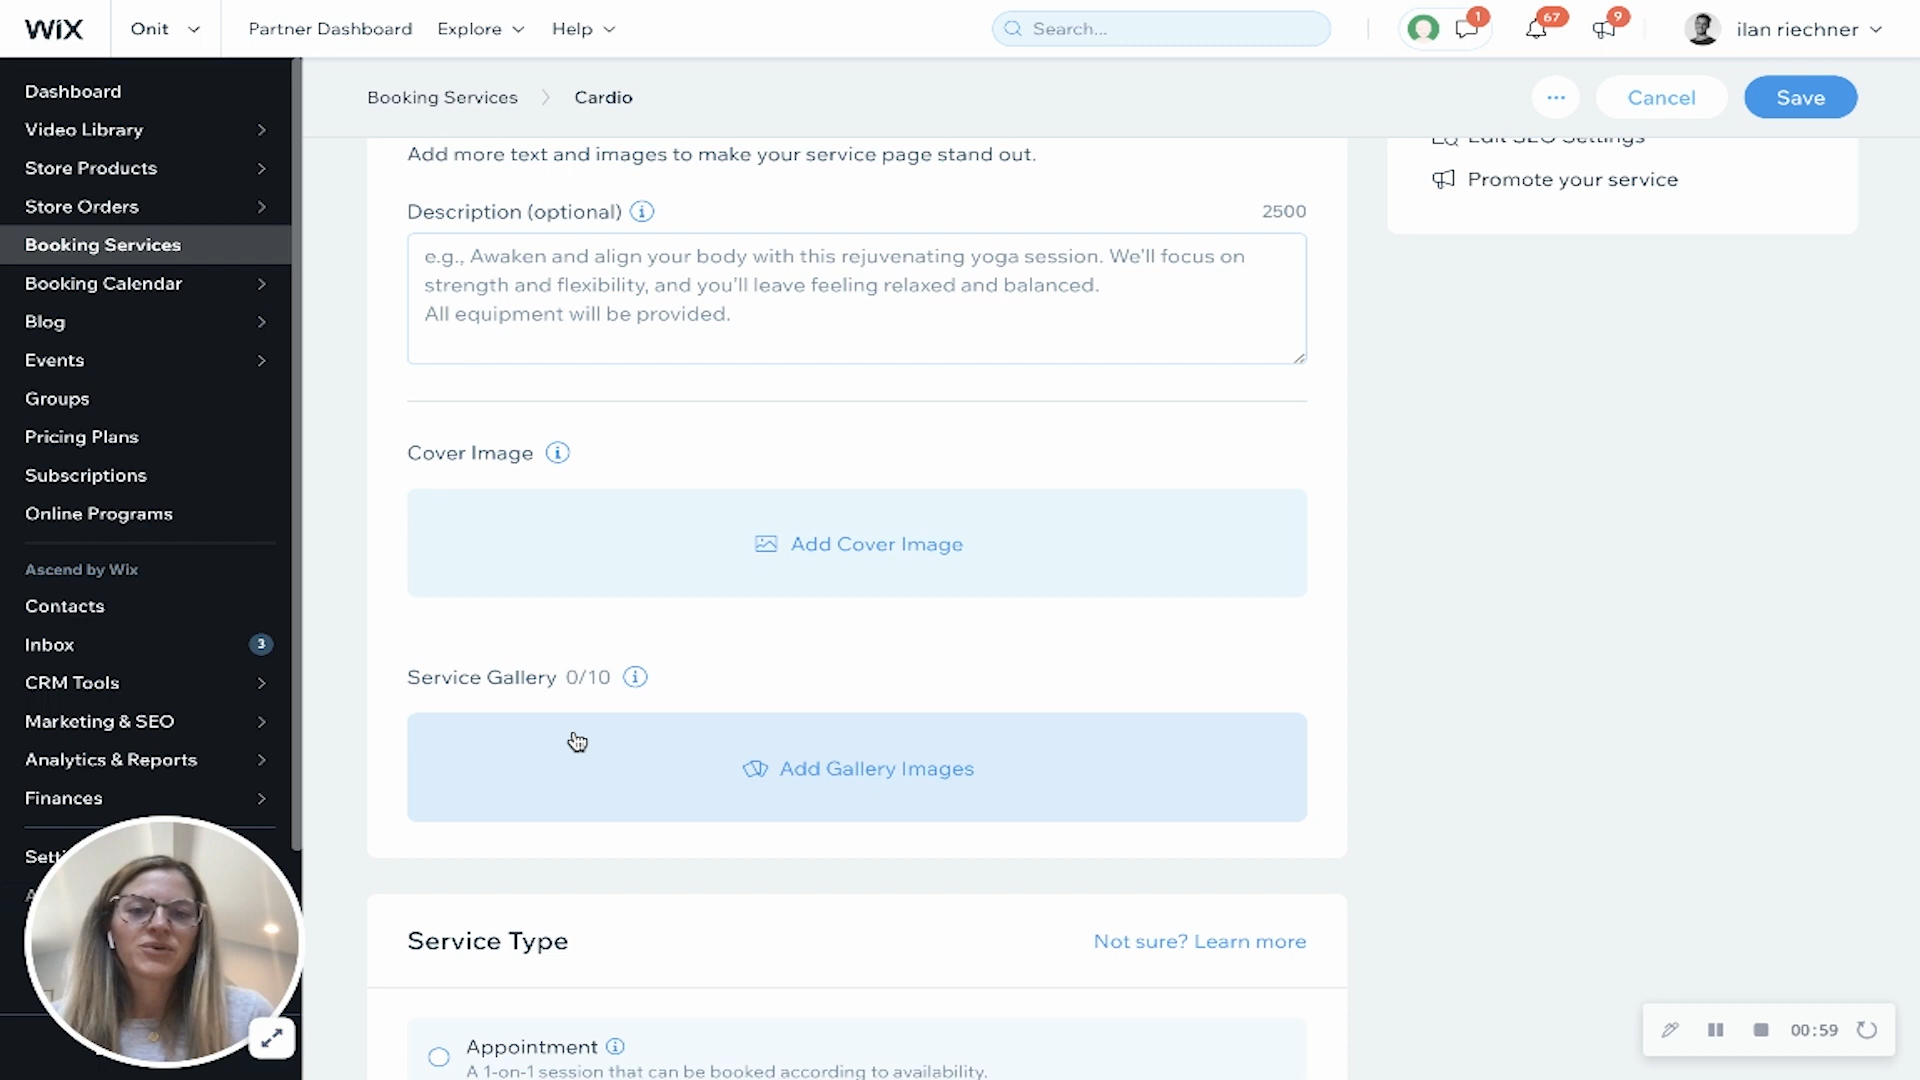 WiX
Onit
Partner Dashboard
Explore
Help
Search...
1
67
9
ilan riechner
Dashboard
Video Library
Store Products
Store Orders
Booking Services
Booking Calendar
Blog
Events
Groups
Pricing Plans
Subscriptions
Online Programs
Ascend by Wix
Contacts
Inbox
3
CRM Tools
Marketing & SEO
Analytics & Reports
Finances
Booking Services
Cardio
Cancel
Save
Add more text and images to make your service page stand out.
Description (optional)
2500
e.g., Awaken and align your body with this rejuvenating yoga session. We'll focus on
strength and flexibility, and you'll leave feeling relaxed and balanced.
All equipment will be provided.
Cover Image
Add Cover Image
Service Gallery 0/10
Add Gallery Images
Service Type
Not sure? Learn more
Appointment
A 1-on-1 session that can be booked according to availability.
Edit SEO Settings
Promote your service
00:59